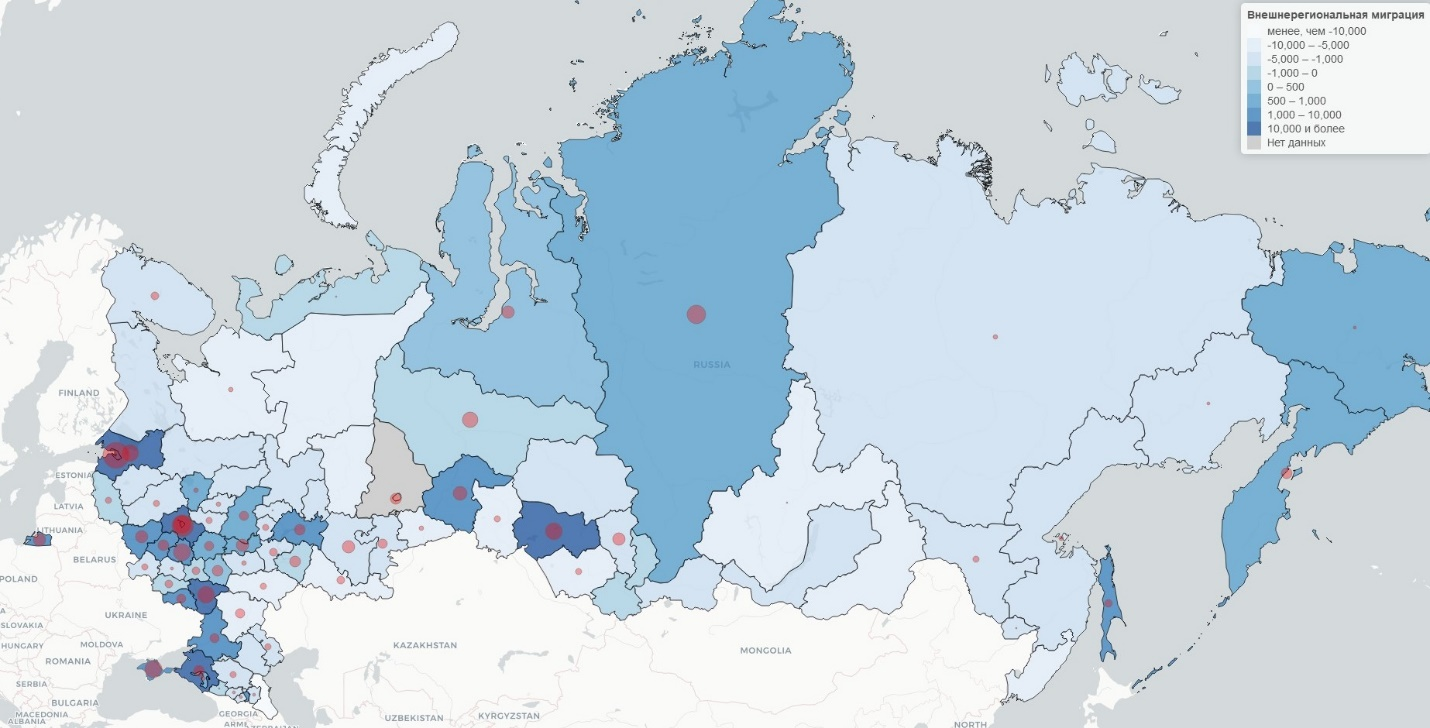 Внешнерегиональная миграция
менее, чем -10,000
-10,000 – -5,000
-5,000 – -1,000
-1,000 – 0
0 – 500
500 – 1,000
1,000 – 10,000
10,000 и более
Нет данных
RUSSIA
FINLAND
ESTONIA
LATVIA
LITHUANIA
BELARUS
POLAND
UKRAINE
SLOVAKIA
HUNGARY
MOLDOVA
KAZAKHSTAN
MONGOLIA
ROMANIA
SERBIA
BULGARIA
MACEDONIA
ALBANIA
GEORGIA
UZBEKISTAN
KYRGYZSTAN
NORTH